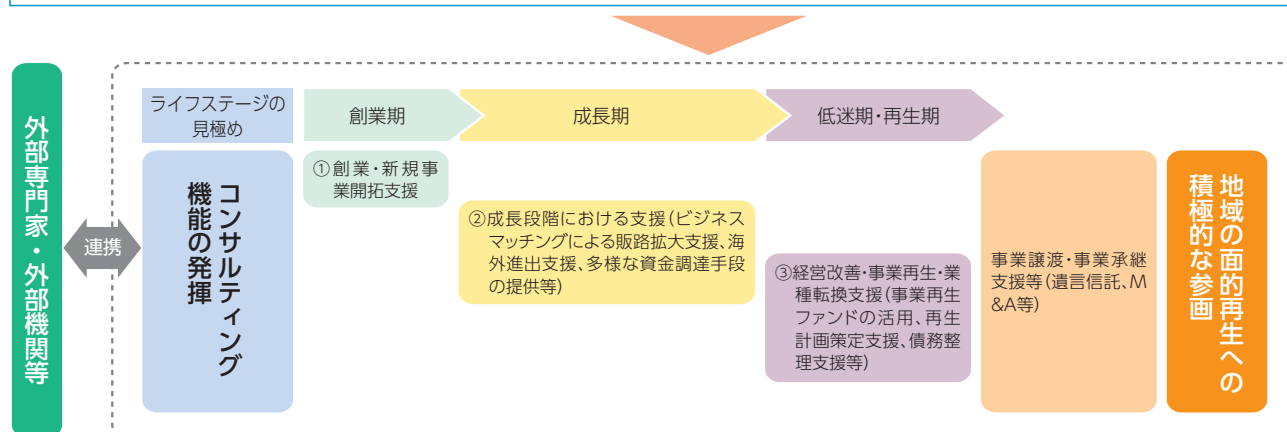 外部専門家・外部機関等
連携
ライフステージの
見極め
コンサルティング
機能の発揮
創業期
①創業・新規事
業開拓支援
成長期
②成長段階における支援(ビジネス
マッチングによる販路拡大支援、海
外進出支援、多様な資金調達手段
の提供等)
低迷期・再生期
③経営改善・事業再生・業
種転換支援(事業再生
ファンドの活用、再生
計画策定支援、債務整
理支援等)
事業譲渡・事業承継
支援等(遺言信託、M
&A等)
地域の面的再生への
積極的な参画